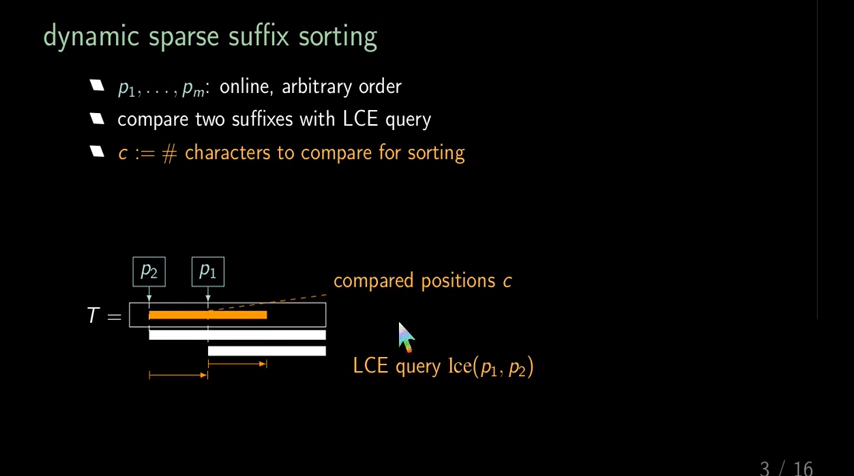 dynamic sparse suffix sorting
p₁, . . . , pₘ: online, arbitrary order
compare two suffixes with LCE query
c := # characters to compare for sorting
p₂ p₁
compared positions c
T =
LCE query lce(p₁, p₂)
3 / 16